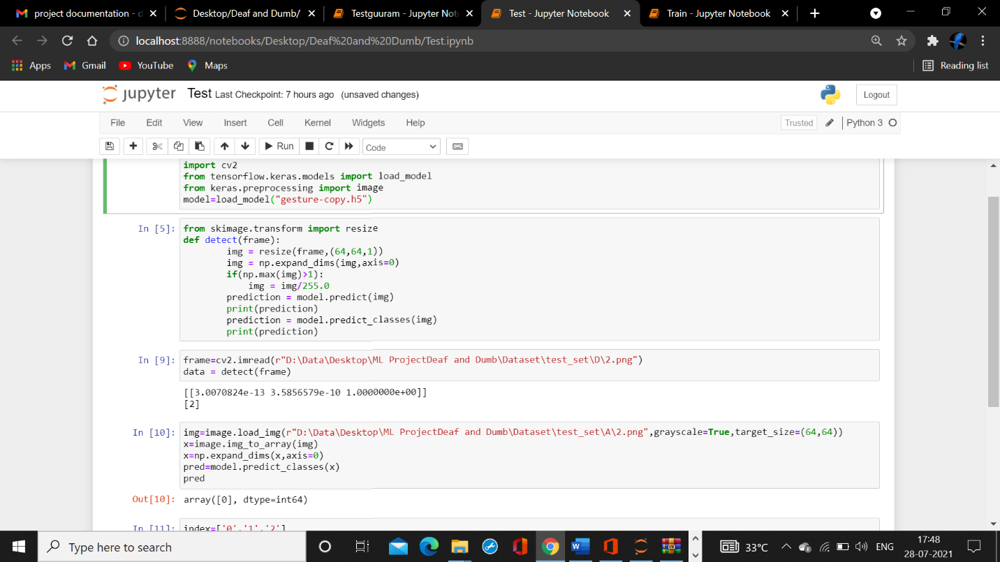 project documentation - d
Desktop/Deaf and Dumb/
Testguuram - Jupyter Not
Test - Jupyter Notebook
Train - Jupyter Notebook
localhost:8888/notebooks/Desktop/Deaf%20and%20Dumb/Test.ipynb
Apps Gmail YouTube Maps Reading list
jupyter Test Last Checkpoint: 7 hours ago (unsaved changes) Logout
File Edit View Insert Cell Kernel Widgets Help Trusted Python 3
Run Code
import cv2
from tensorflow.keras.models import load_model
from keras.preprocessing import image
model=load_model("gesture-copy.h5")
In [5]: from skimage.transform import resize
def detect(frame):
img = resize(frame,(64,64,1))
img = np.expand_dims(img,axis=0)
if(np.max(img)>1):
img = img/255.0
prediction = model.predict(img)
print(prediction)
prediction = model.predict_classes(img)
print(prediction)
In [9]: frame=cv2.imread(r"D:\Data\Desktop\ML ProjectDeaf and Dumb\Dataset\test_set\D\2.png")
data = detect(frame)
[[3.0070824e-13 3.5856579e-10 1.0000000e+00]]
[2]
In [10]: img=image.load_img(r"D:\Data\Desktop\ML ProjectDeaf and Dumb\Dataset\test_set\A\2.png",grayscale=True,target_size=(64,64))
x=image.img_to_array(img)
x=np.expand_dims(x,axis=0)
pred=model.predict_classes(x)
pred
Out[10]: array([0], dtype=int64)
In [11]: index=['0','1','2']
Type here to search
33°C ENG 17:48
28-07-2021